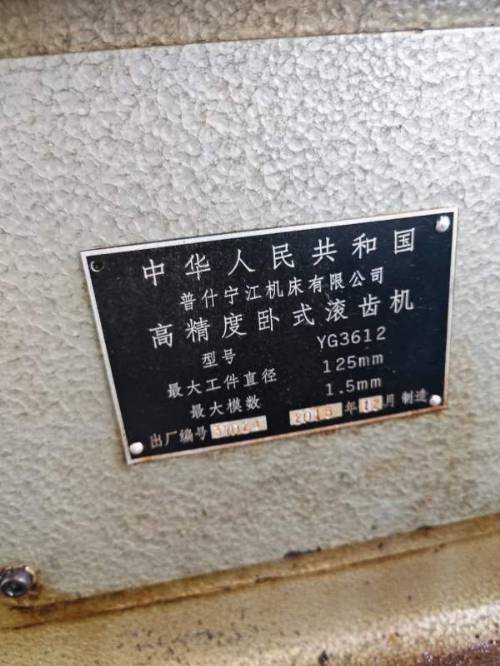 中华人民共和国
普什宁江机床有限公司
高精度卧式滚齿机
型号 YG3612
最大工件直径 125mm
最大模数 1.5mm
出厂编号 年 12月 制造